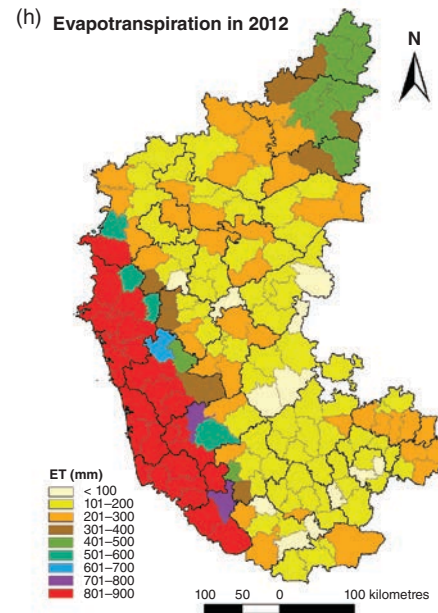 (h) Evapotranspiration in 2012
N
ET (mm)
< 100
101–200
201–300
301–400
401–500
501–600
601–700
701–800
801–900
100 50 0 100 kilometres